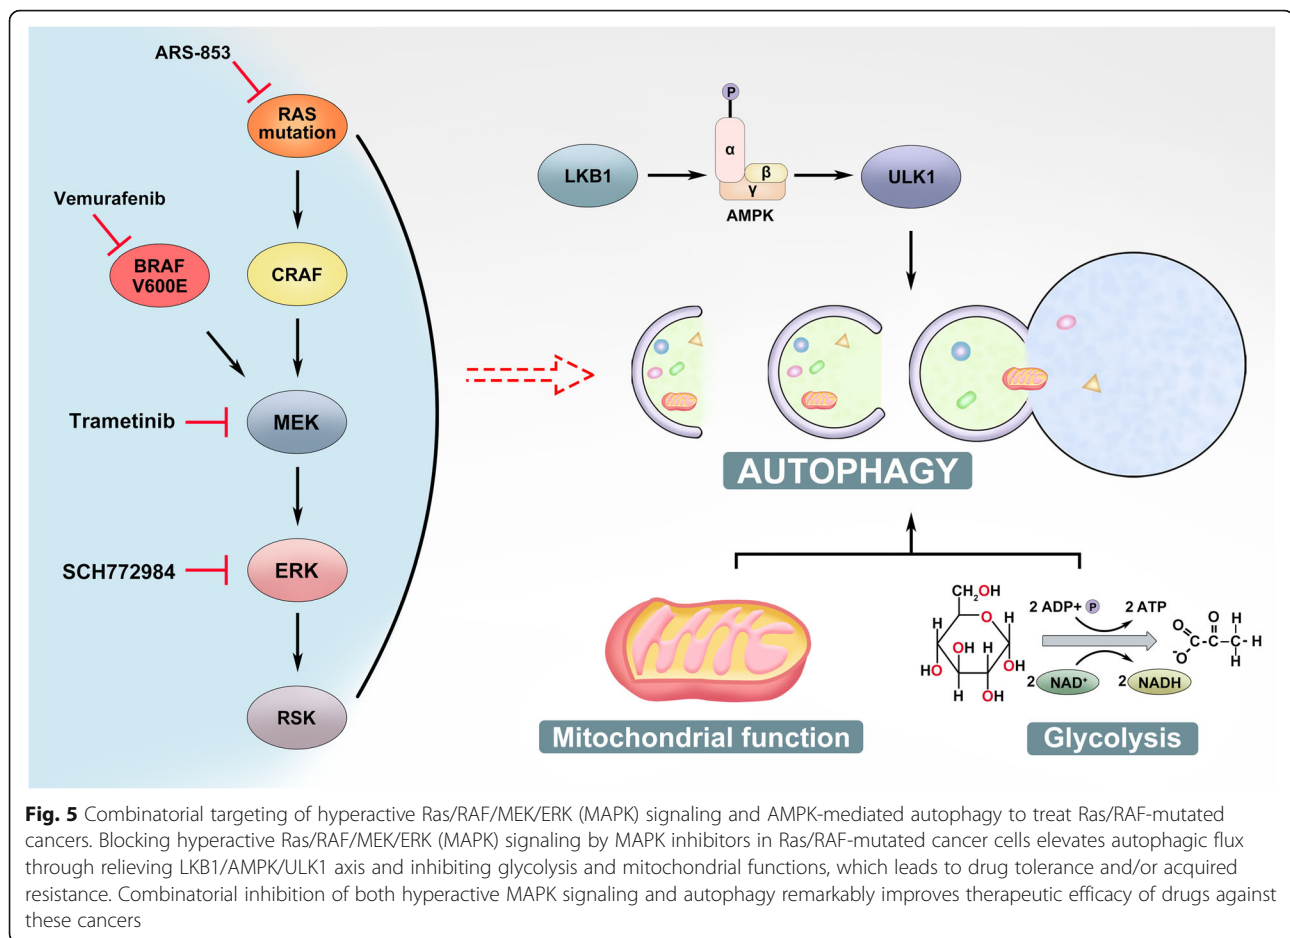 ARS-853
RAS
mutation
Vemurafenib
BRAF
V600E
CRAF
Trametinib
MEK
SCH772984
ERK
RSK
LKB1
P
α
β
γ
AMPK
ULK1
AUTOPHAGY
Mitochondrial function
CH2OH
O
H
H
H
OH
H
HO
OH
H
OH
2 ADP+ P
2 ATP
2 NAD+
2 NADH
O
O
H
C
C
C
H
-O
H
Glycolysis
Fig. 5 Combinatorial targeting of hyperactive Ras/RAF/MEK/ERK (MAPK) signaling and AMPK-mediated autophagy to treat Ras/RAF-mutated
cancers. Blocking hyperactive Ras/RAF/MEK/ERK (MAPK) signaling by MAPK inhibitors in Ras/RAF-mutated cancer cells elevates autophagic flux
through relieving LKB1/AMPK/ULK1 axis and inhibiting glycolysis and mitochondrial functions, which leads to drug tolerance and/or acquired
resistance. Combinatorial inhibition of both hyperactive MAPK signaling and autophagy remarkably improves therapeutic efficacy of drugs against
these cancers